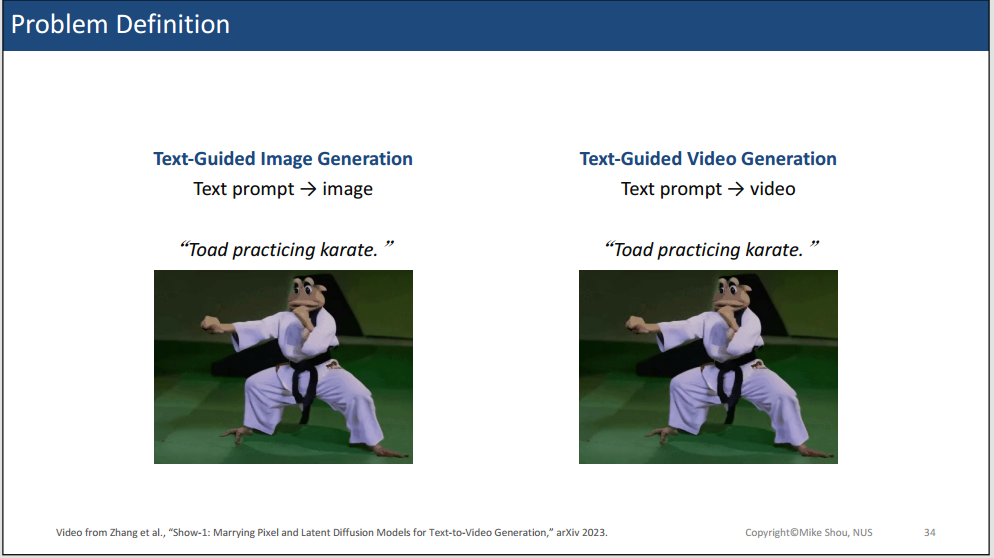 Problem Definition
Text-Guided Image Generation
Text prompt → image
“Toad practicing karate. ”
Text-Guided Video Generation
Text prompt → video
“Toad practicing karate. ”
Video from Zhang et al., “Show-1: Marrying Pixel and Latent Diffusion Models for Text-to-Video Generation,” arXiv 2023.
Copyright©Mike Shou, NUS
34